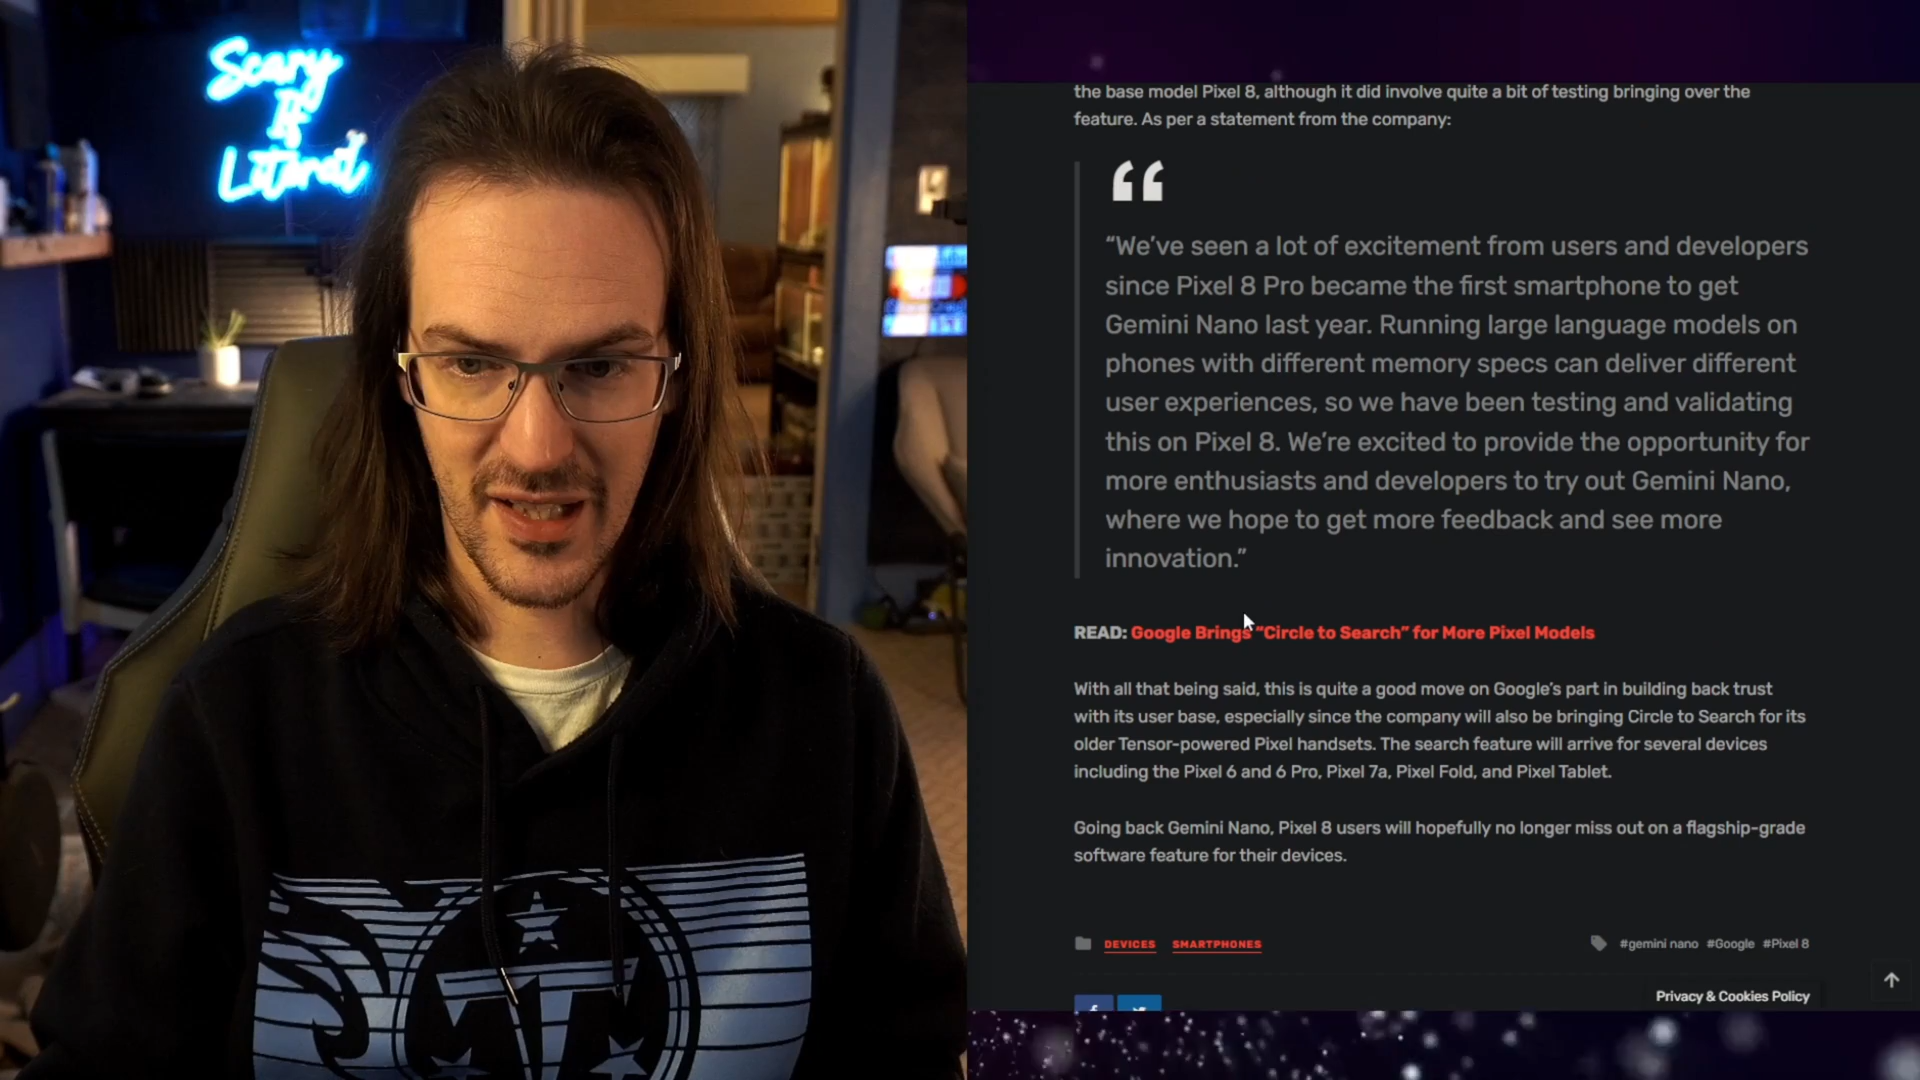 Scary
If
Literal
the base model Pixel 8, although it did involve quite a bit of testing bringing over the
feature. As per a statement from the company:
“We’ve seen a lot of excitement from users and developers
since Pixel 8 Pro became the first smartphone to get
Gemini Nano last year. Running large language models on
phones with different memory specs can deliver different
user experiences, so we have been testing and validating
this on Pixel 8. We’re excited to provide the opportunity for
more enthusiasts and developers to try out Gemini Nano,
where we hope to get more feedback and see more
innovation.”
READ: Google Brings “Circle to Search” for More Pixel Models
With all that being said, this is quite a good move on Google’s part in building back trust
with its user base, especially since the company will also be bringing Circle to Search for its
older Tensor-powered Pixel handsets. The search feature will arrive for several devices
including the Pixel 6 and 6 Pro, Pixel 7a, Pixel Fold, and Pixel Tablet.
Going back Gemini Nano, Pixel 8 users will hopefully no longer miss out on a flagship-grade
software feature for their devices.
DEVICES SMARTPHONES
#gemini nano #Google #Pixel 8
Privacy & Cookies Policy